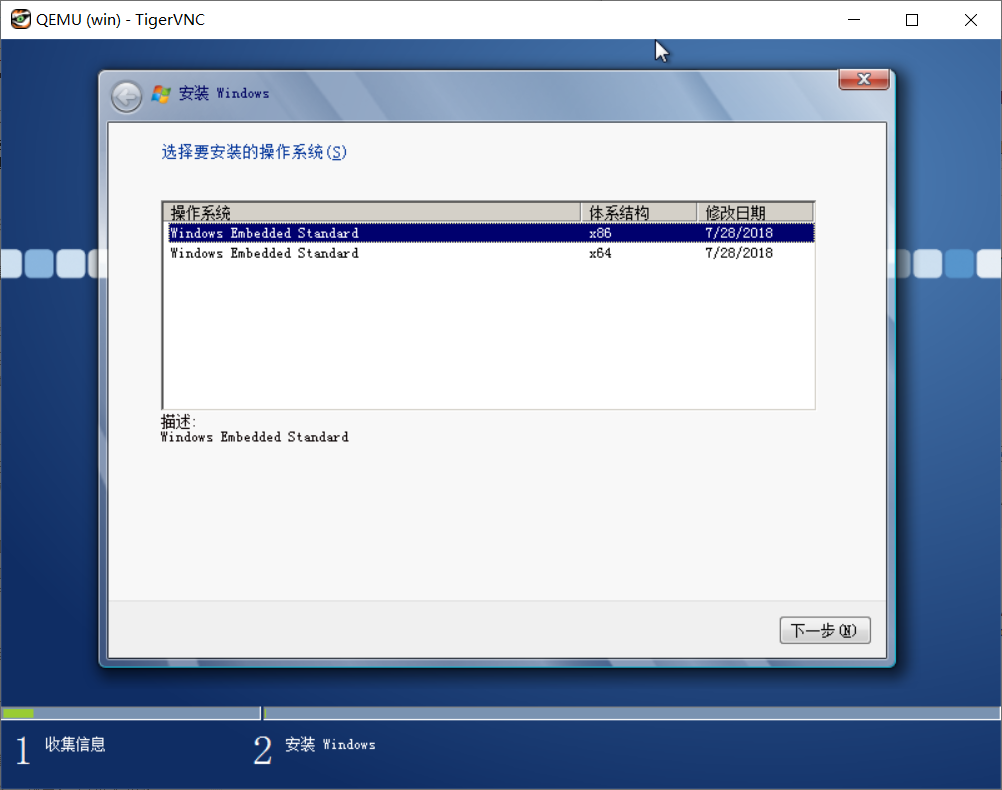 QEMU (win) - TigerVNC
安装 Windows
选择要安装的操作系统(S)
操作系统 体系结构 修改日期
Windows Embedded Standard x86 7/28/2018
Windows Embedded Standard x64 7/28/2018
描述:
Windows Embedded Standard
下一步(N)
1 收集信息 2 安装 Windows